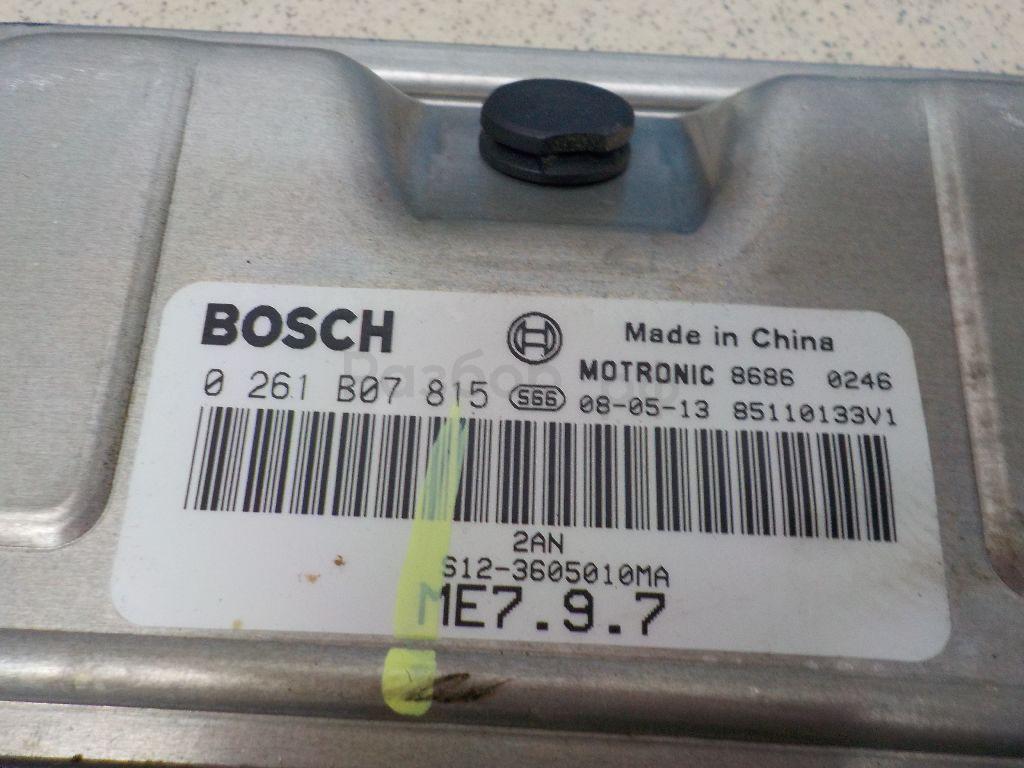 BOSCH
Made in China
MOTRONIC 8686 0246
0 261 B07 815 S66 08-05-13 85110133V1
2AN
S12-3605010MA
ME7.9.7